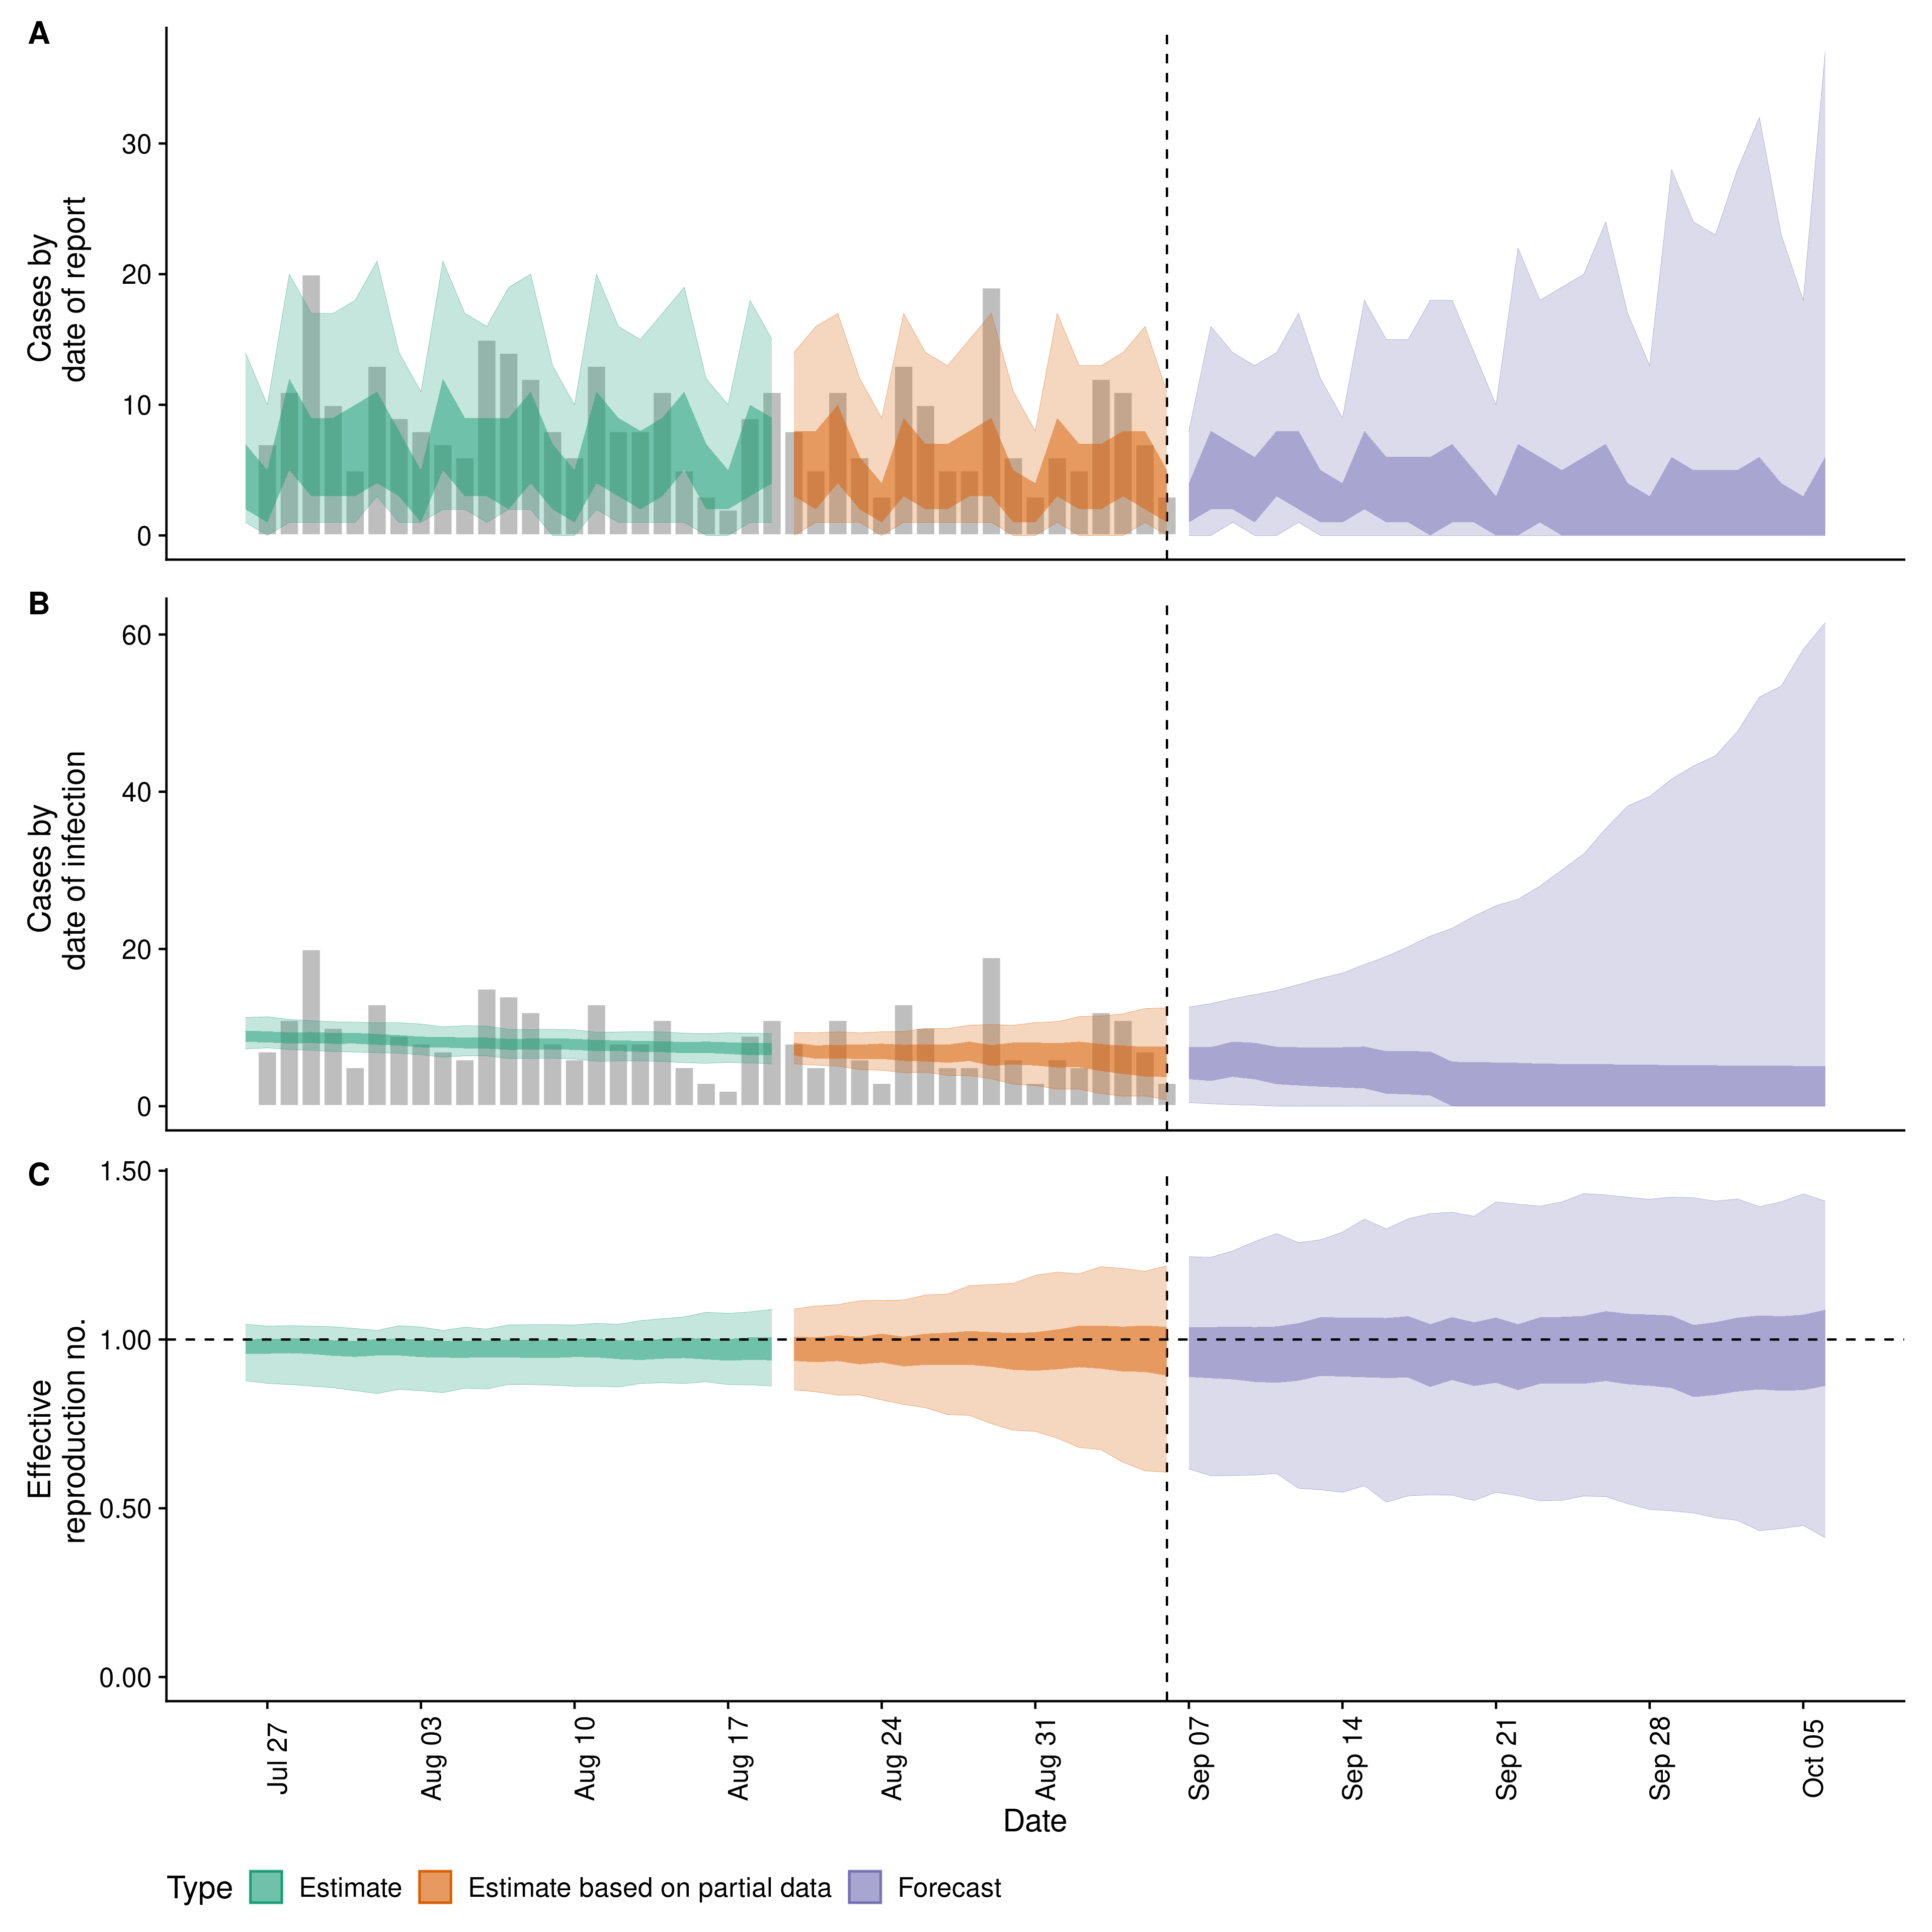 A
Cases by
date of report
30
20
10
0
B
Cases by
date of infection
60
40
20
0
C
Effective
reproduction no.
1.50
1.00
0.50
0.00
Jul 27
Aug 03
Aug 10
Aug 17
Aug 24
Aug 31
Sep 07
Sep 14
Sep 21
Sep 28
Oct 05
Date
Type Estimate Estimate based on partial data Forecast